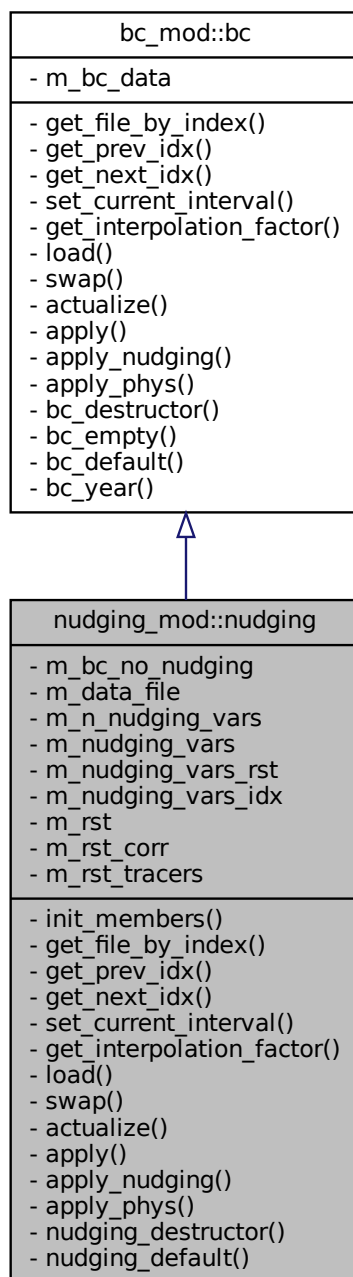 bc_mod::bc
- m_bc_data
- get_file_by_index()
- get_prev_idx()
- get_next_idx()
- set_current_interval()
- get_interpolation_factor()
- load()
- swap()
- actualize()
- apply()
- apply_nudging()
- apply_phys()
- bc_destructor()
- bc_empty()
- bc_default()
- bc_year()
nudging_mod::nudging
- m_bc_no_nudging
- m_data_file
- m_n_nudging_vars
- m_nudging_vars
- m_nudging_vars_rst
- m_nudging_vars_idx
- m_rst
- m_rst_corr
- m_rst_tracers
- init_members()
- get_file_by_index()
- get_prev_idx()
- get_next_idx()
- set_current_interval()
- get_interpolation_factor()
- load()
- swap()
- actualize()
- apply()
- apply_nudging()
- apply_phys()
- nudging_destructor()
- nudging_default()